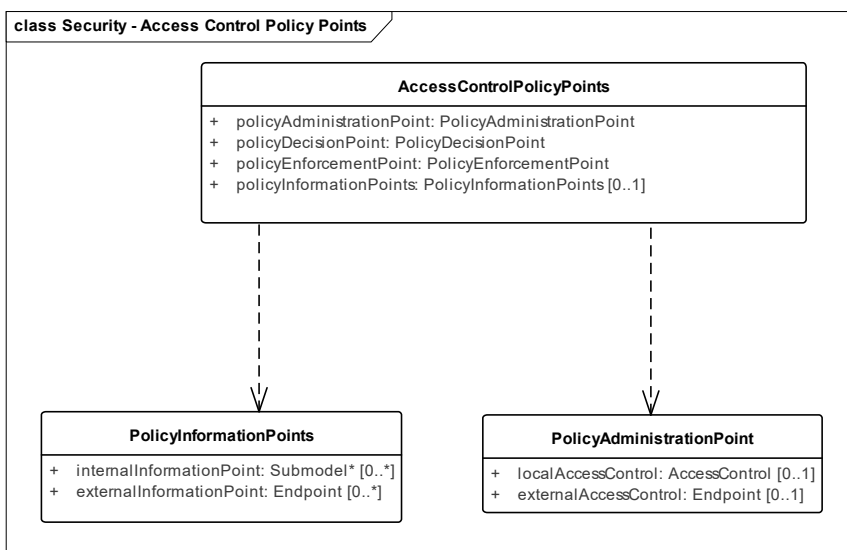 class Security - Access Control Policy Points
AccessControlPolicyPoints
+ policyAdministrationPoint: PolicyAdministrationPoint
+ policyDecisionPoint: PolicyDecisionPoint
+ policyEnforcementPoint: PolicyEnforcementPoint
+ policyInformationPoints: PolicyInformationPoints [0..1]
PolicyInformationPoints
+ internalInformationPoint: Submodel* [0..*]
+ externalInformationPoint: Endpoint [0..*]
PolicyAdministrationPoint
+ localAccessControl: AccessControl [0..1]
+ externalAccessControl: Endpoint [0..1]